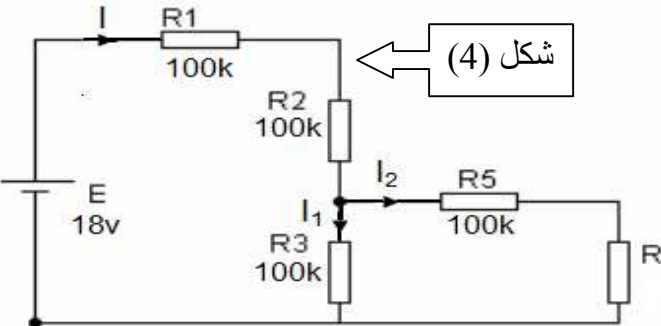 I R1
100k
شكل (4)
R2
100k
I₂ R5
E
18v
I₁
100k
R3
100k
R